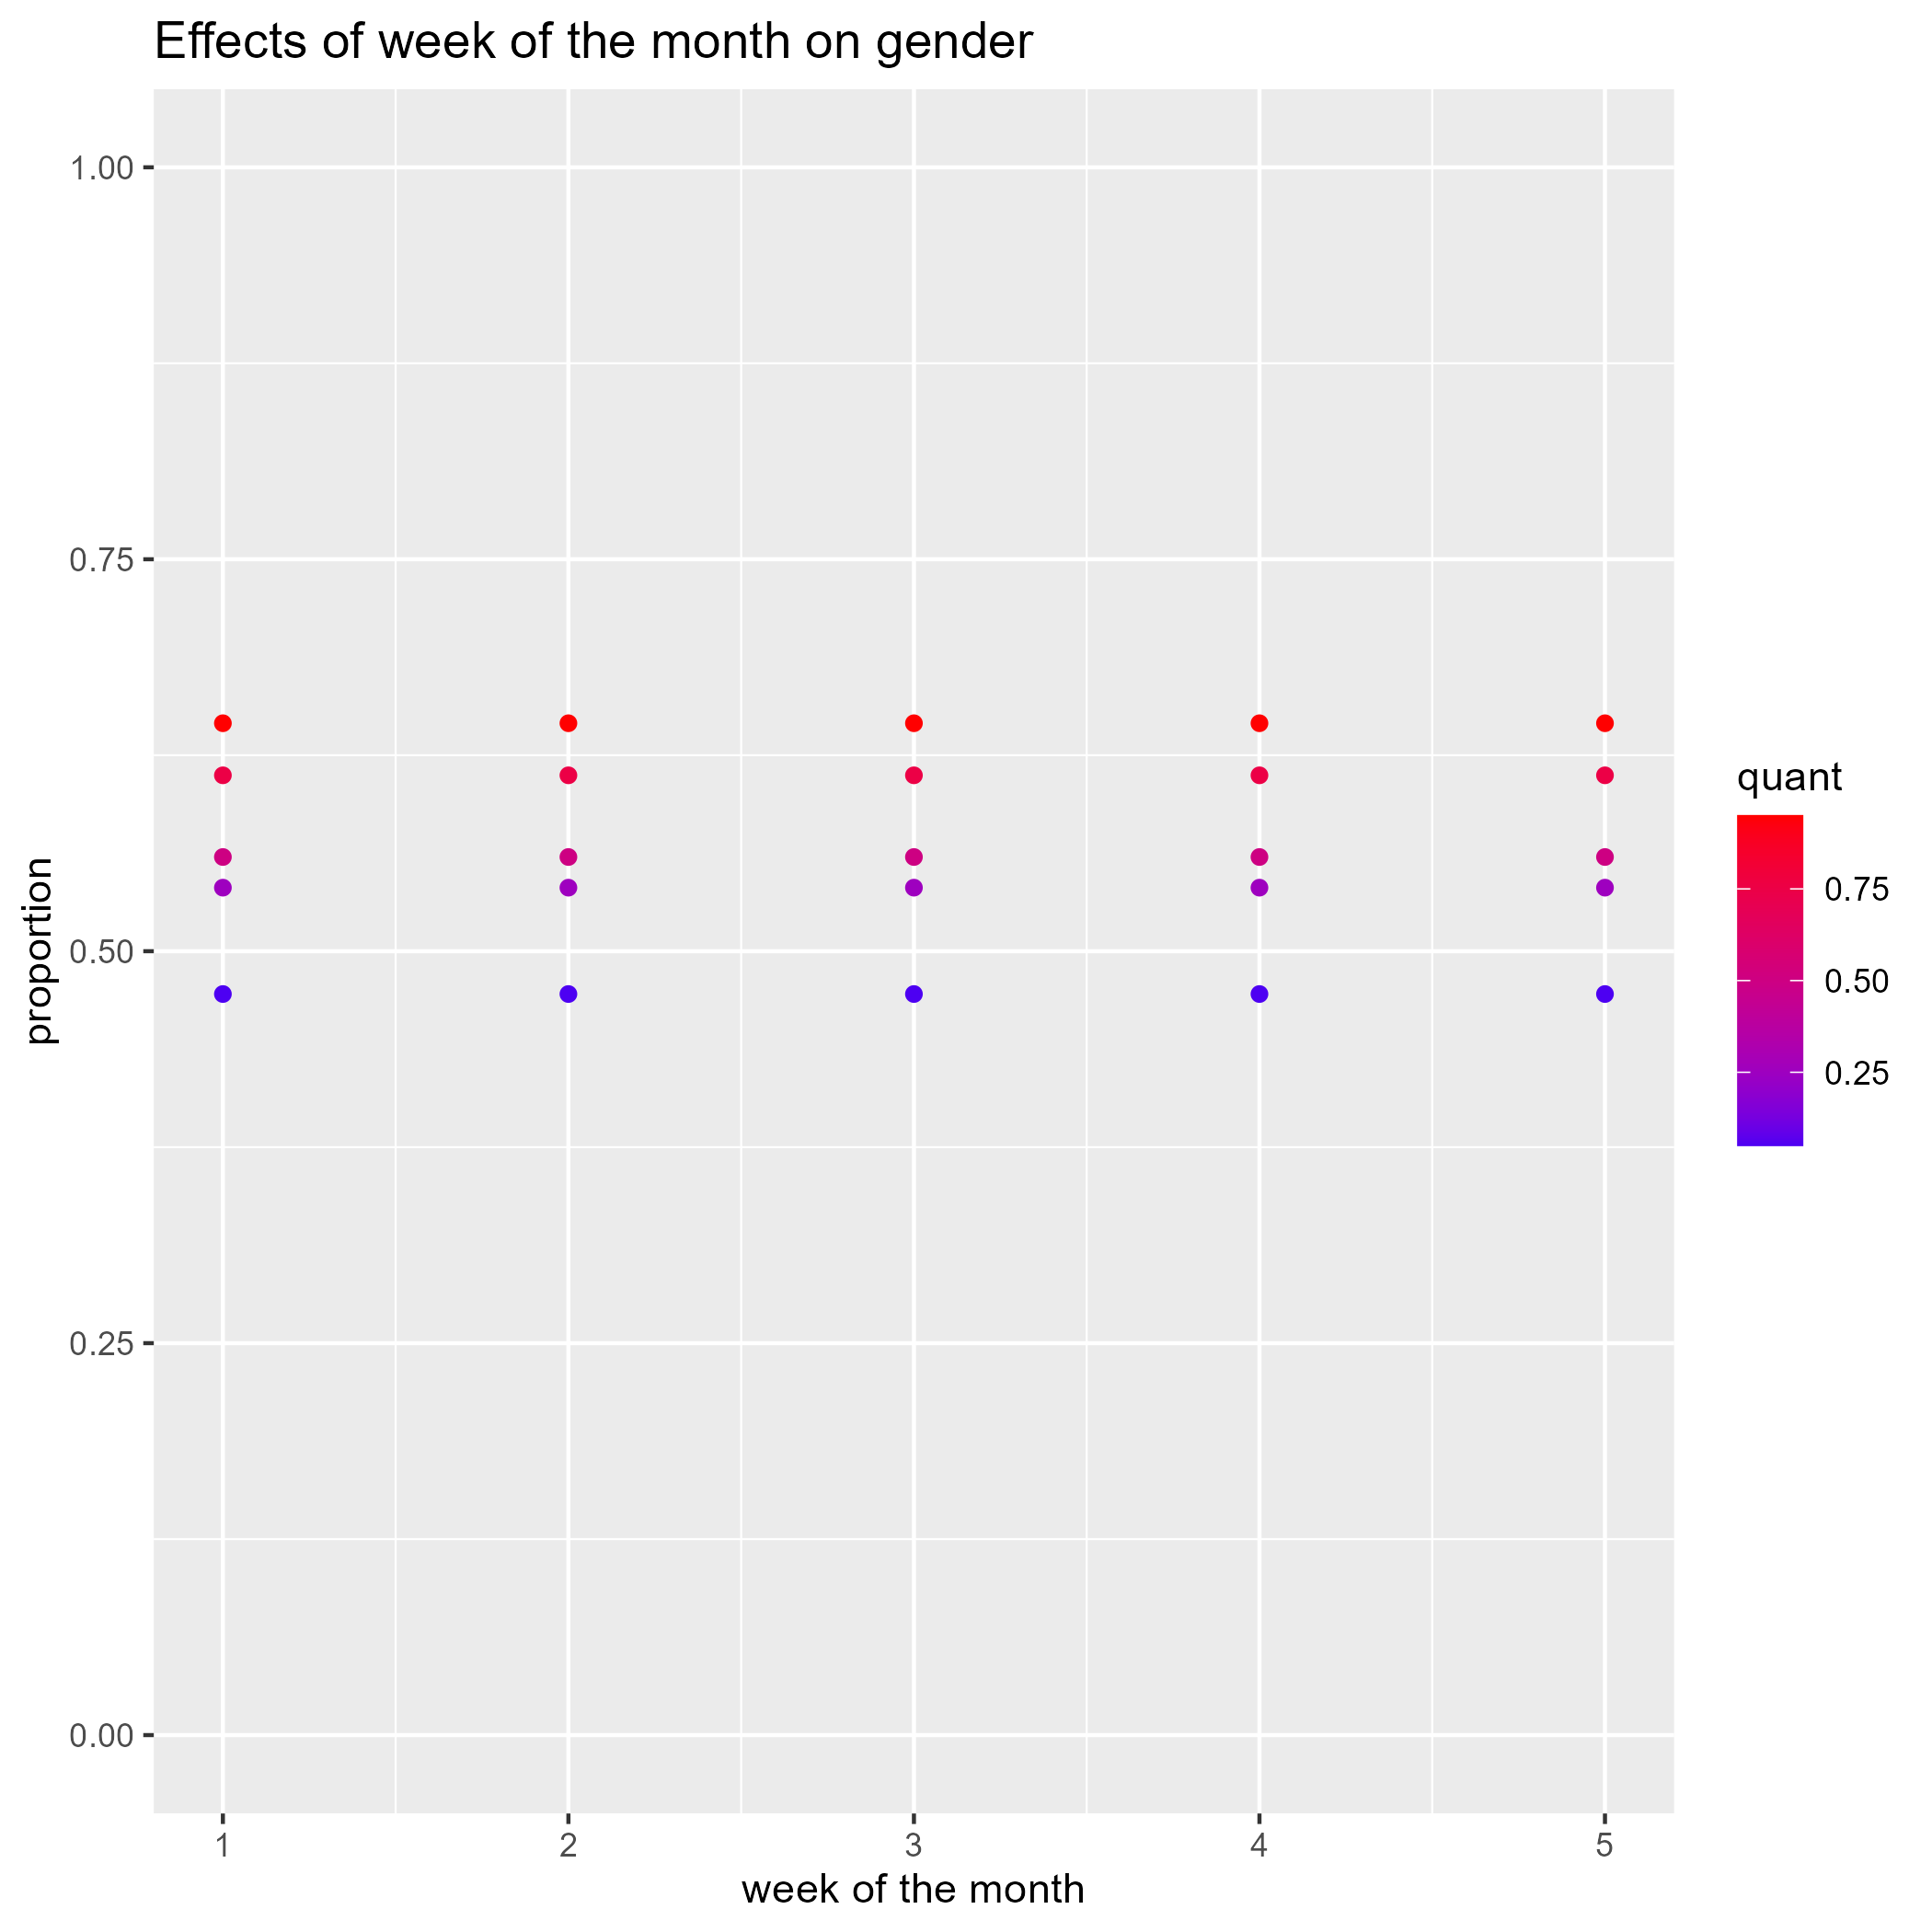 Effects of week of the month on gender
1.00
0.75
0.50
0.25
0.00
proportion
1 2 3 4 5
week of the month
quant
0.75
0.50
0.25